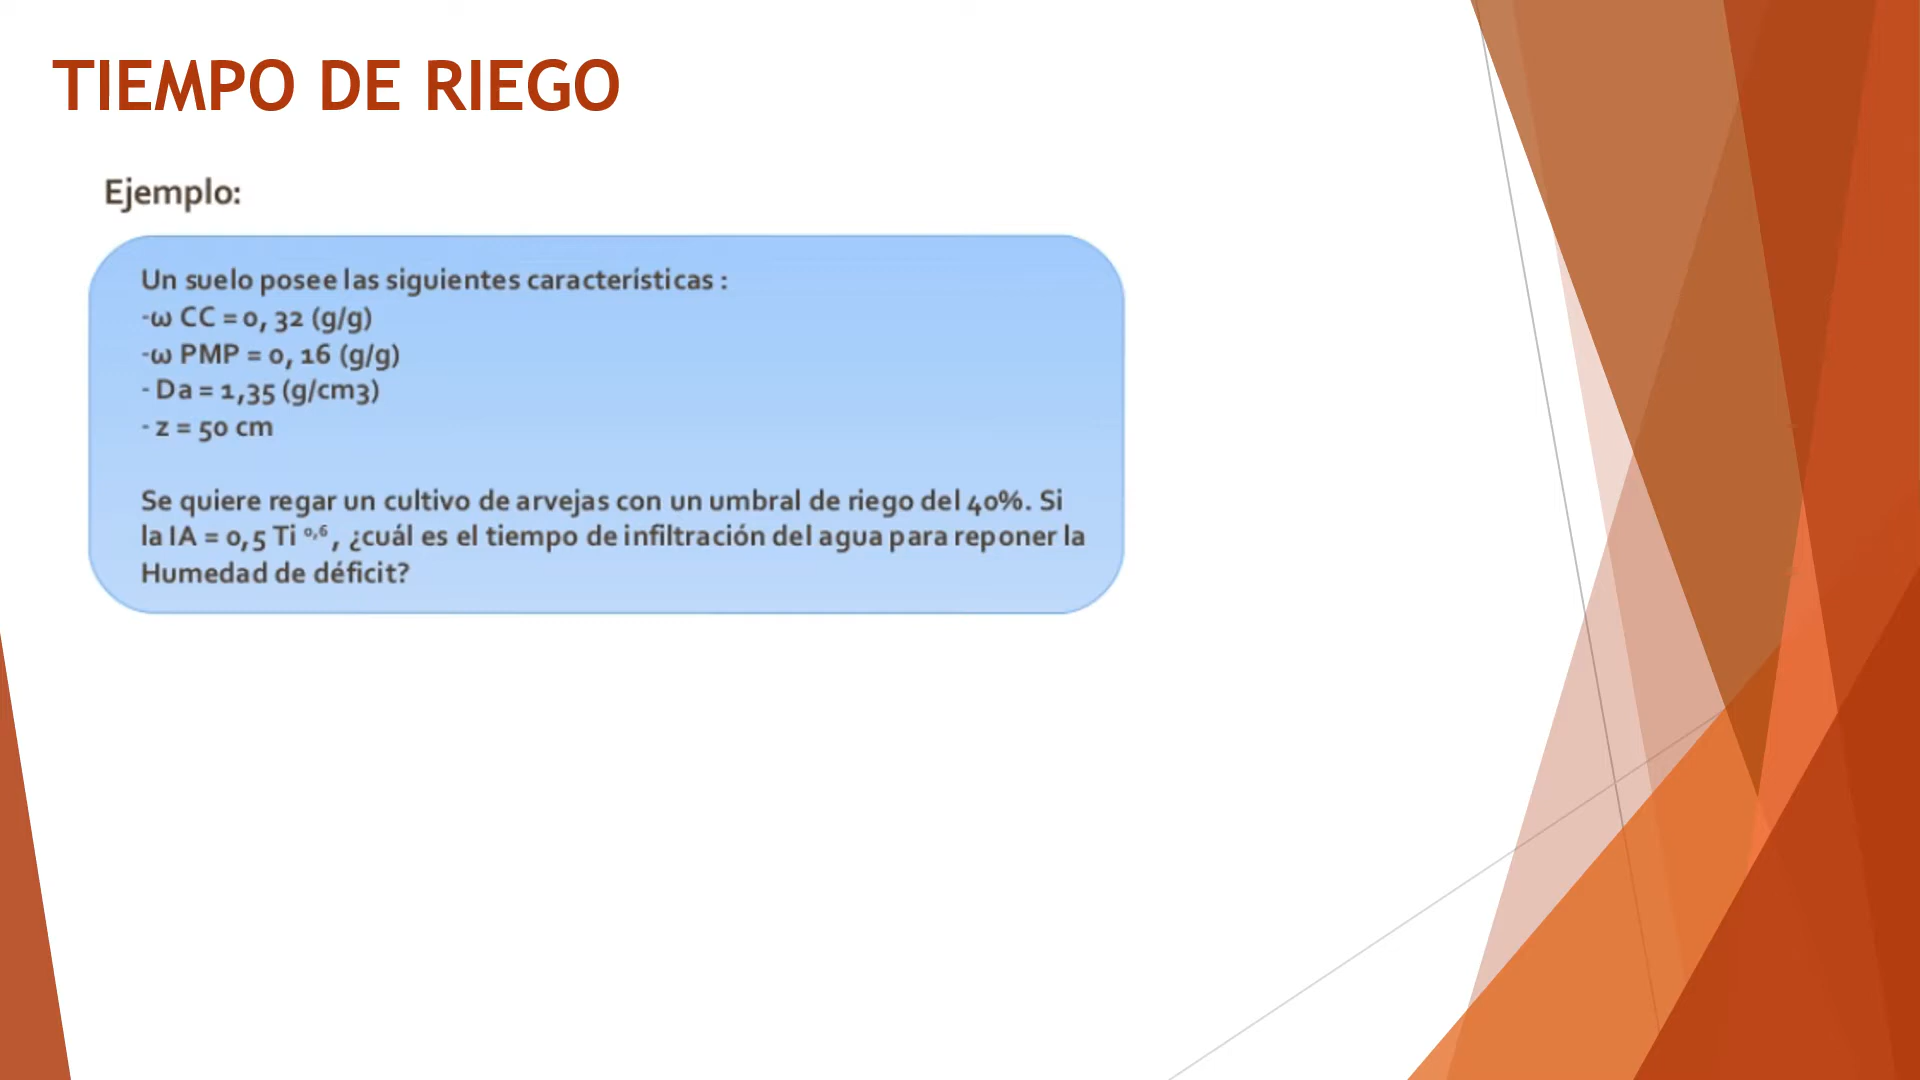 TIEMPO DE RIEGO
Ejemplo:
Un suelo posee las siguientes características :
-ω CC = 0, 32 (g/g)
-ω PMP = 0, 16 (g/g)
- Da = 1,35 (g/cm3)
- z = 50 cm
Se quiere regar un cultivo de arvejas con un umbral de riego del 40%. Si
la IA = 0,5 Ti ⁰,⁶ , ¿cuál es el tiempo de infiltración del agua para reponer la
Humedad de déficit?